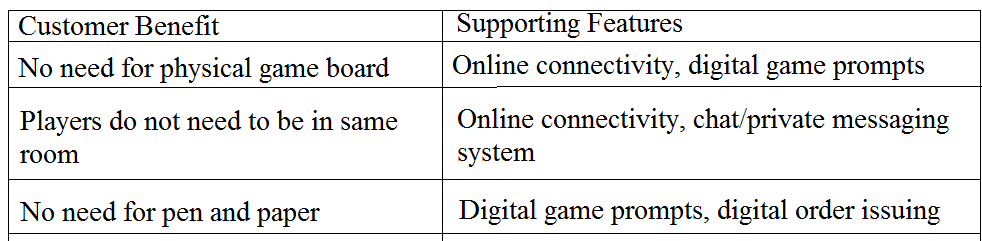 Customer Benefit
Supporting Features
No need for physical game board
Online connectivity, digital game prompts
Players do not need to be in same
room
Online connectivity, chat/private messaging
system
No need for pen and paper
Digital game prompts, digital order issuing